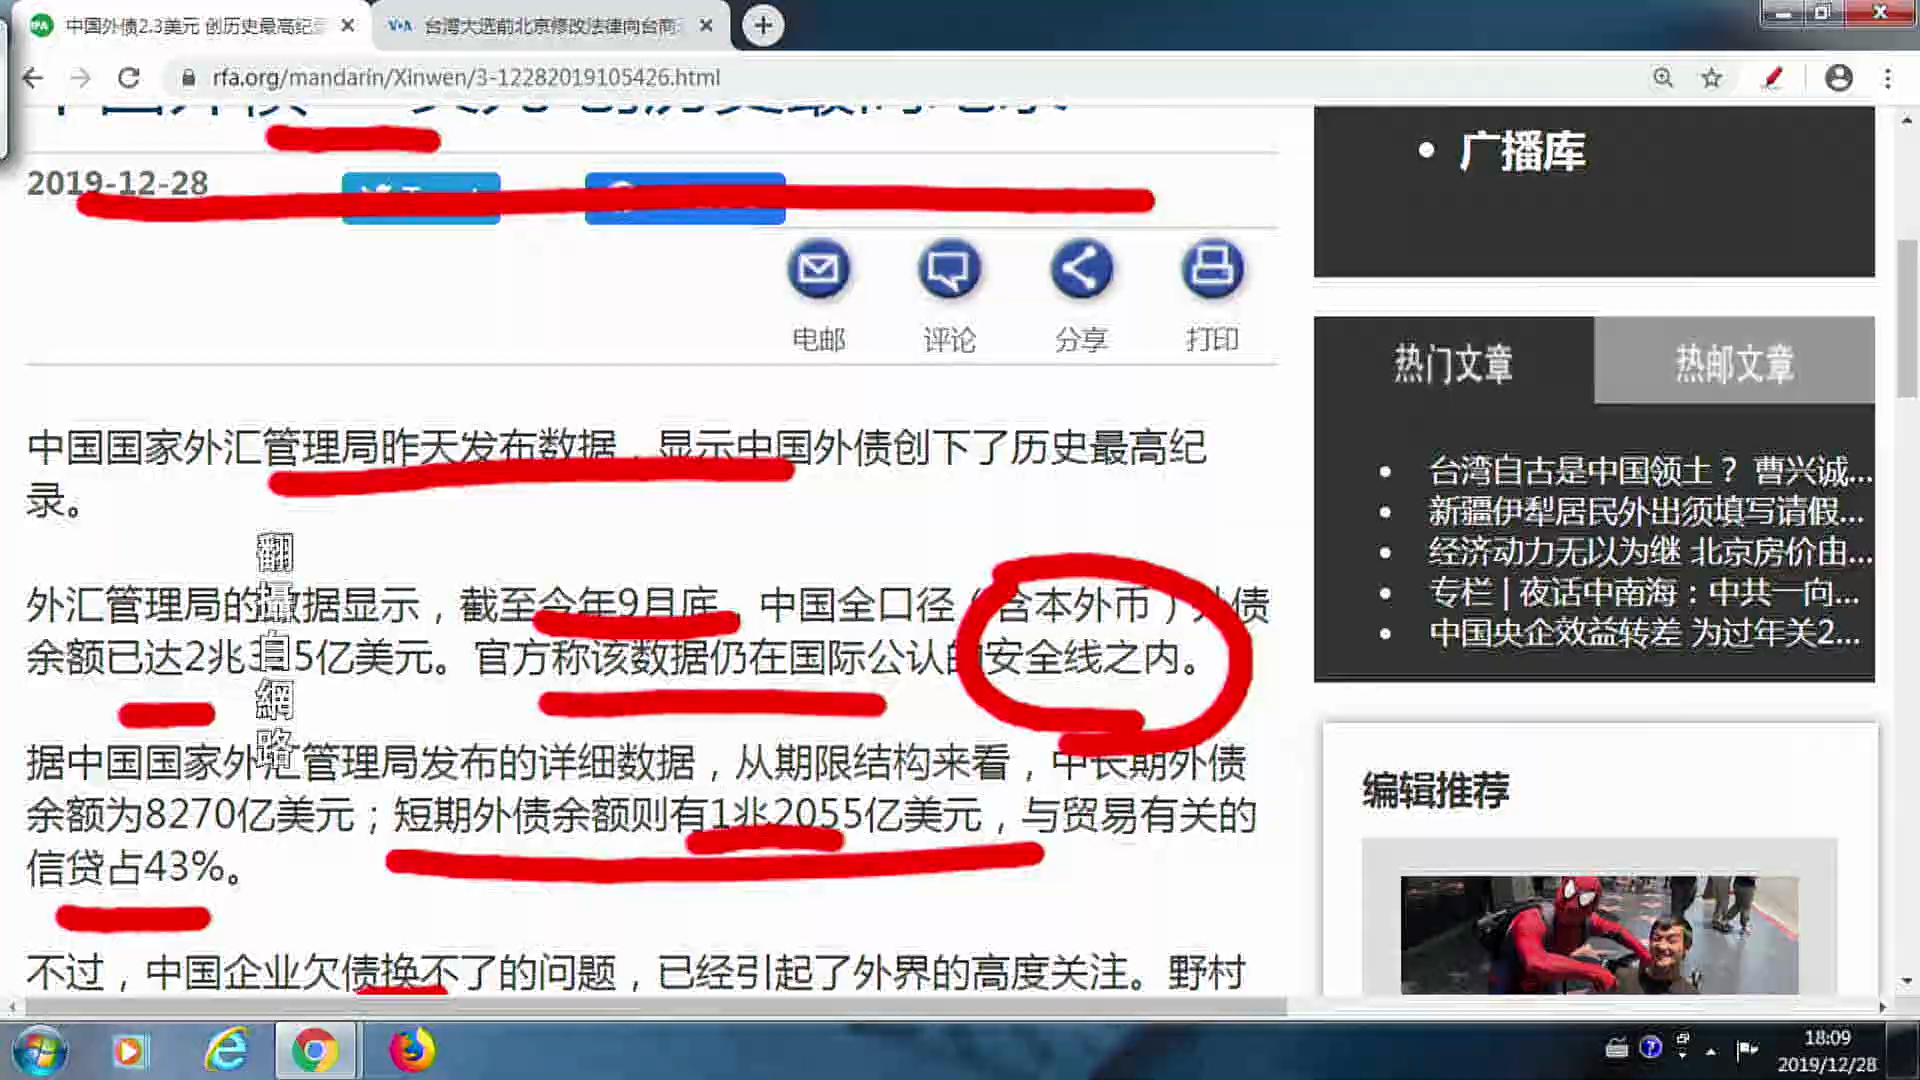 中国外债2.3美元 创历史最高纪
台湾大选前北京修改法律向台商
rfa.org/mandarin/Xinwen/3-12282019105426.html
2019-12-28
电邮
评论
分享
打印
中国国家外汇管理局昨天发布数据，显示中国外债创下了历史最高纪
录。
外汇管理局的数据显示，截至今年9月底，中国全口径（含本外币）外债
余额已达2兆3 5亿美元。官方称该数据仍在国际公认的安全线之内。
据中国国家外汇管理局发布的详细数据，从期限结构来看，中长期外债
余额为8270亿美元；短期外债余额则有1兆2055亿美元，与贸易有关的
信贷占43%。
不过，中国企业欠债换不了的问题，已经引起了外界的高度关注。野村
翻
牆
自
網
路
广播库
热门文章
热邮文章
台湾自古是中国领土？ 曹兴诚...
新疆伊犁居民外出须填写请假...
经济动力无以为继 北京房价由...
专栏 | 夜话中南海：中共一向...
中国央企效益转差 为过年关2...
编辑推荐
18:09
2019/12/28